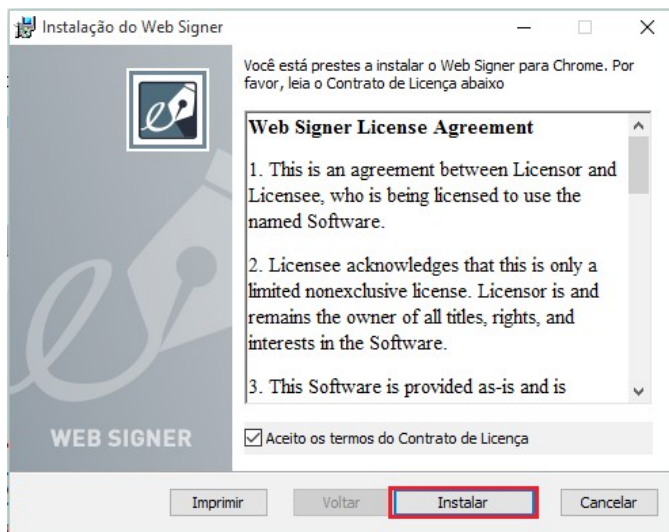 Instalação do Web Signer
Você está prestes a instalar o Web Signer para Chrome. Por
favor, leia o Contrato de Licença abaixo
Web Signer License Agreement
1. This is an agreement between Licensor and
Licensee, who is being licensed to use the
named Software.
2. Licensee acknowledges that this is only a
limited nonexclusive license. Licensor is and
remains the owner of all titles, rights, and
interests in the Software.
3. This Software is provided as-is and is
WEB SIGNER
Aceito os termos do Contrato de Licença
Imprimir Voltar Instalar Cancelar